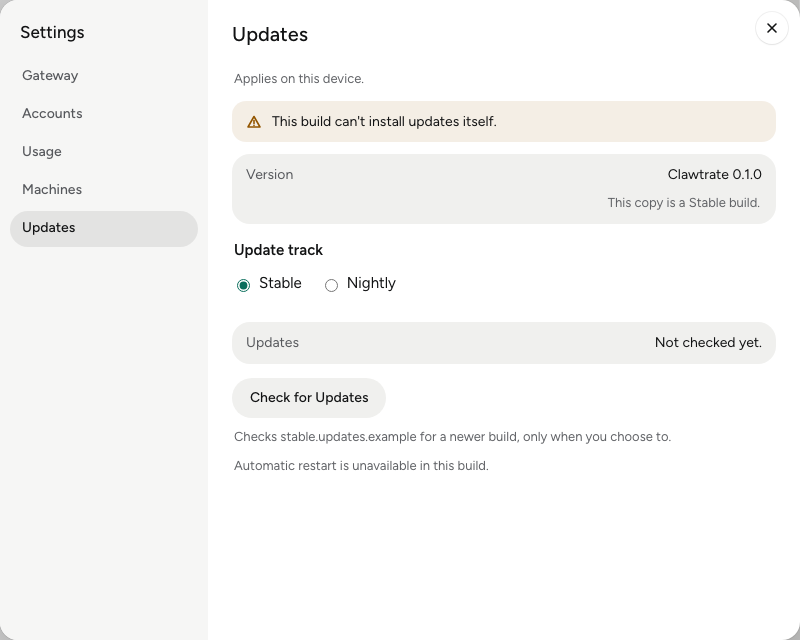 Settings
Gateway
Accounts
Usage
Machines
Updates
Updates
Applies on this device.
This build can't install updates itself.
Version
Clawtrate 0.1.0
This copy is a Stable build.
Update track
Stable
Nightly
Updates
Not checked yet.
Check for Updates
Checks stable.updates.example for a newer build, only when you choose to.
Automatic restart is unavailable in this build.